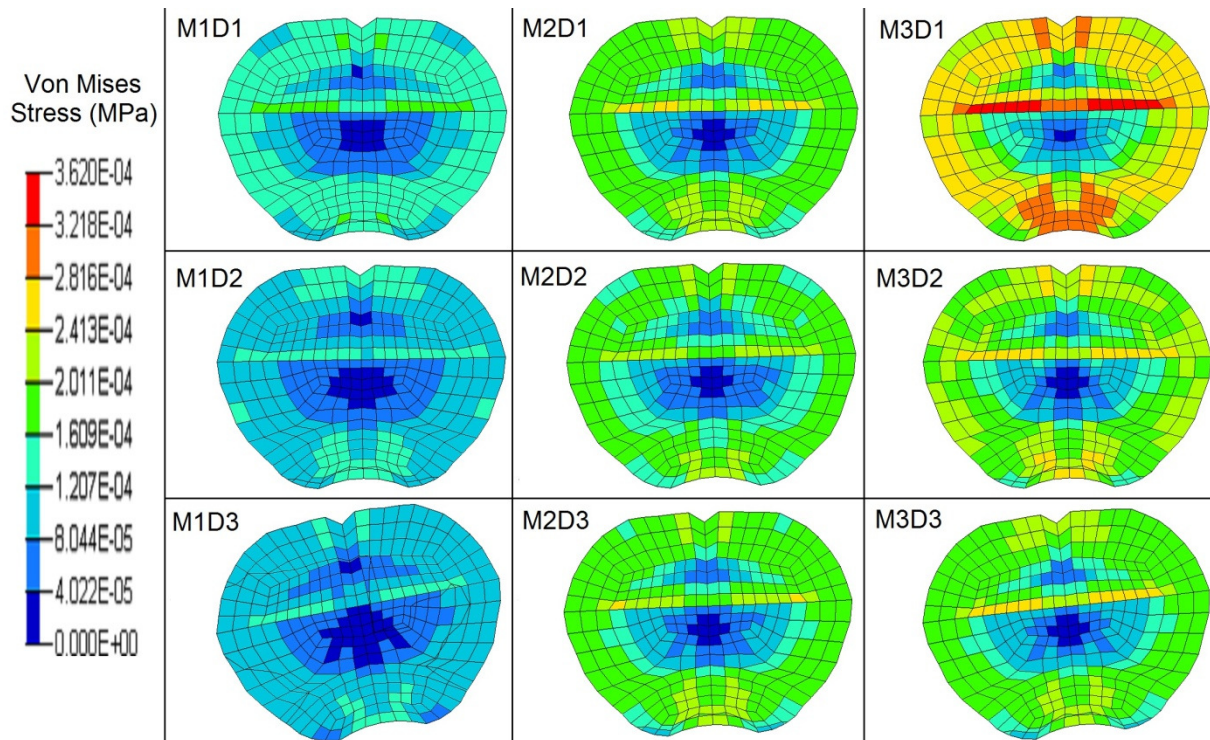 Von Mises
Stress (MPa)
3.620E-04
3.218E-04
2.816E-04
2.413E-04
2.011E-04
1.609E-04
1.207E-04
8.044E-05
4.022E-05
0.000E+00
M1D1
M2D1
M3D1
M1D2
M2D2
M3D2
M1D3
M2D3
M3D3